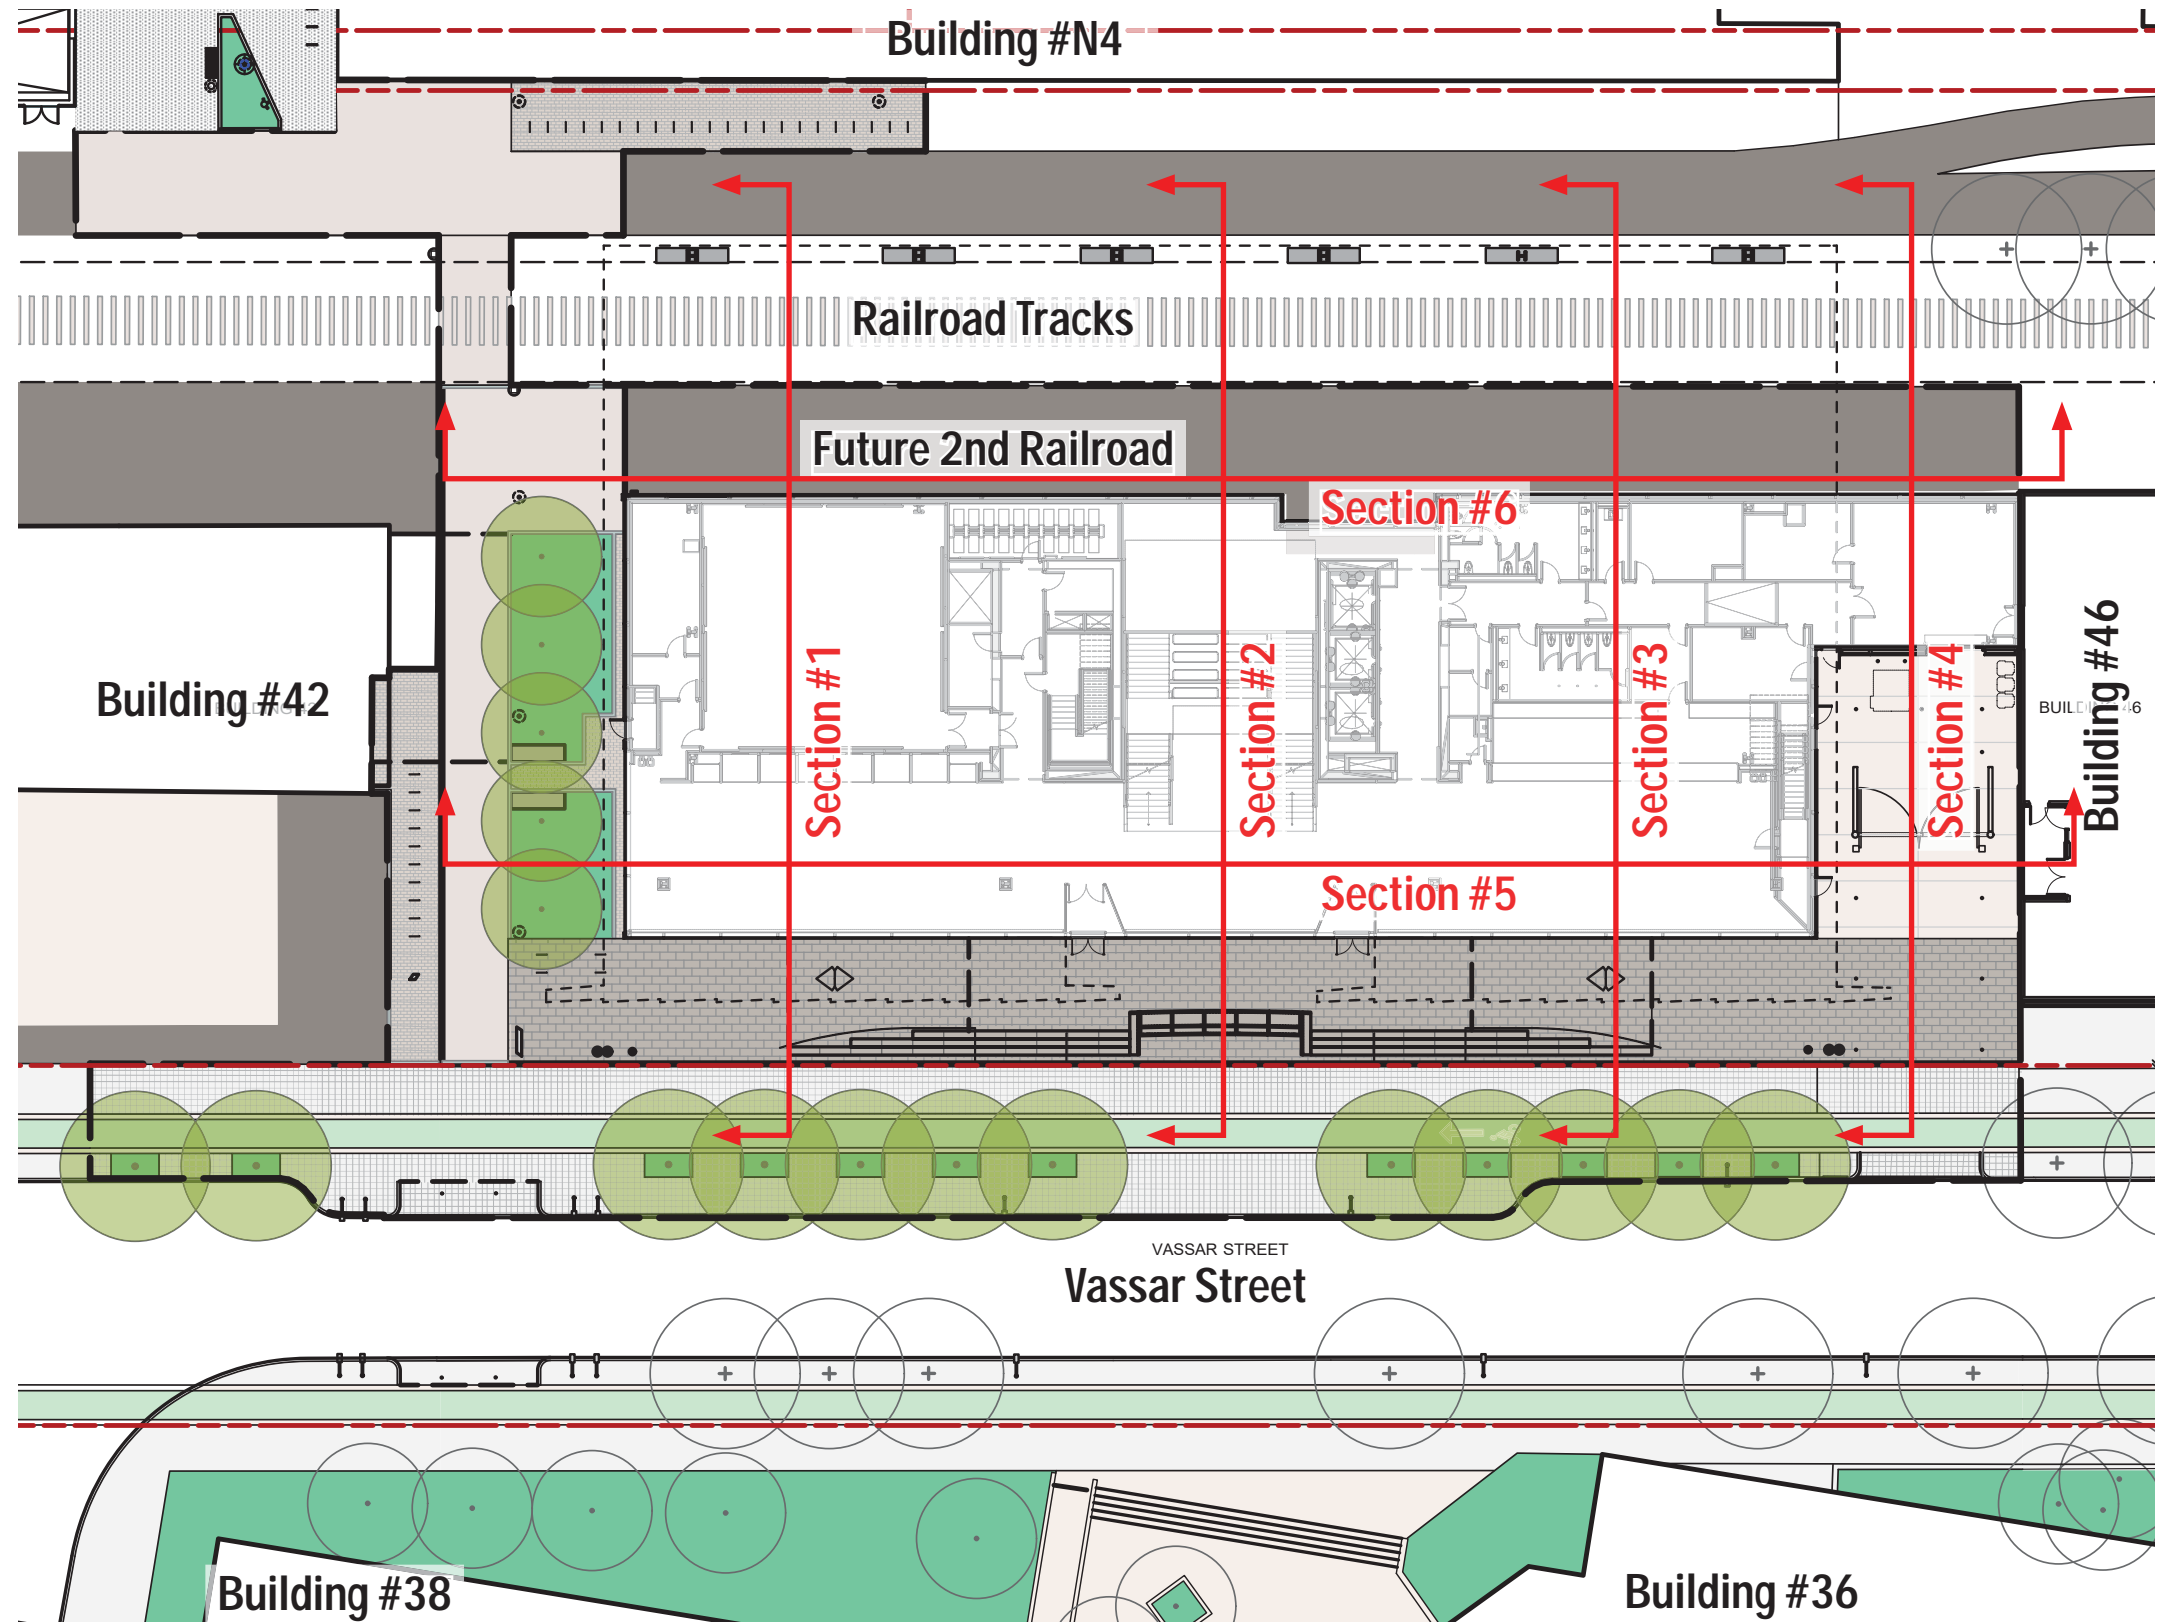 Building #N4
Railroad Tracks
Future 2nd Railroad
Section #6
Section #1
Section #2
Section #3
Section #4
Building #46
Building #42
Section #5
VASSAR STREET
Vassar Street
Building #38
Building #36